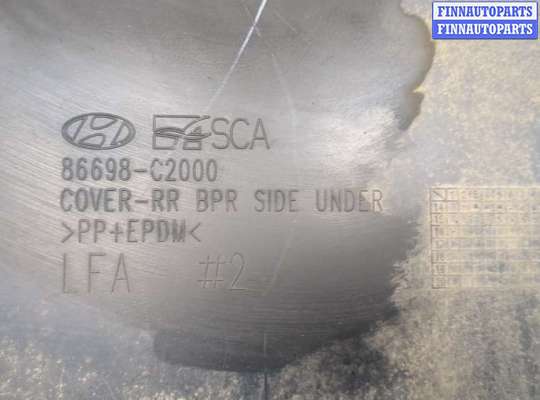 FINNAUTOPARTS
FINNAUTOPARTS
SCA
86698-C2000
COVER-RR BPR SIDE UNDER
>PP+EPDM<
LFA #2